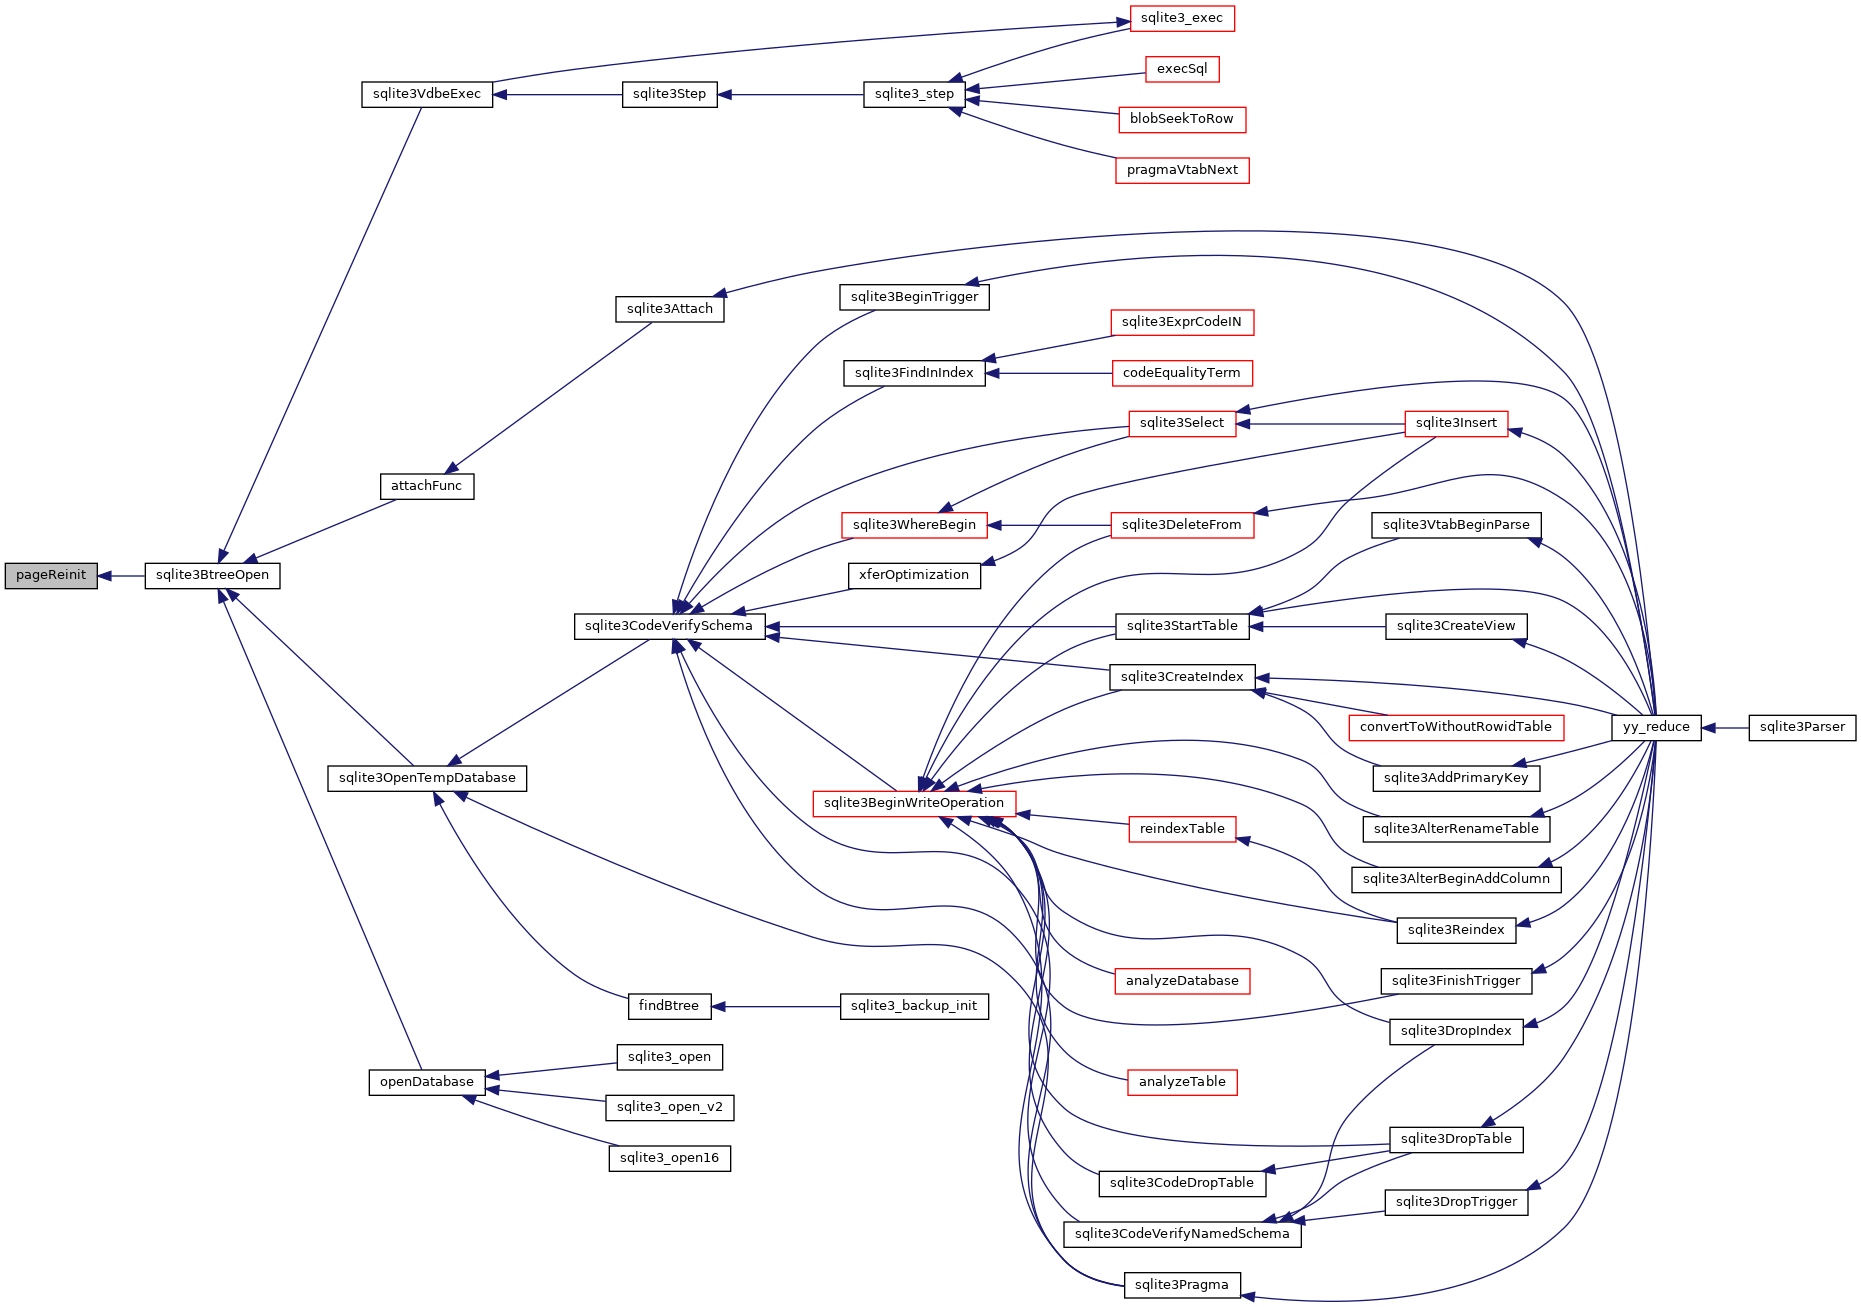 pageReinit
sqlite3BtreeOpen
sqlite3VdbeExec
sqlite3Step
sqlite3_step
sqlite3_exec
execSql
blobSeekToRow
pragmaVtabNext
attachFunc
sqlite3Attach
sqlite3OpenTempDatabase
sqlite3CodeVerifySchema
sqlite3BeginTrigger
sqlite3FindInIndex
sqlite3ExprCodeIN
codeEqualityTerm
sqlite3Select
sqlite3Insert
sqlite3WhereBegin
sqlite3DeleteFrom
xferOptimization
sqlite3StartTable
sqlite3VtabBeginParse
sqlite3CreateView
sqlite3CreateIndex
convertToWithoutRowidTable
sqlite3AddPrimaryKey
yy_reduce
sqlite3Parser
sqlite3BeginWriteOperation
sqlite3AlterRenameTable
reindexTable
sqlite3AlterBeginAddColumn
sqlite3Reindex
analyzeDatabase
sqlite3FinishTrigger
sqlite3DropIndex
analyzeTable
sqlite3DropTable
sqlite3CodeDropTable
sqlite3DropTrigger
sqlite3CodeVerifyNamedSchema
sqlite3Pragma
findBtree
sqlite3_backup_init
openDatabase
sqlite3_open
sqlite3_open_v2
sqlite3_open16